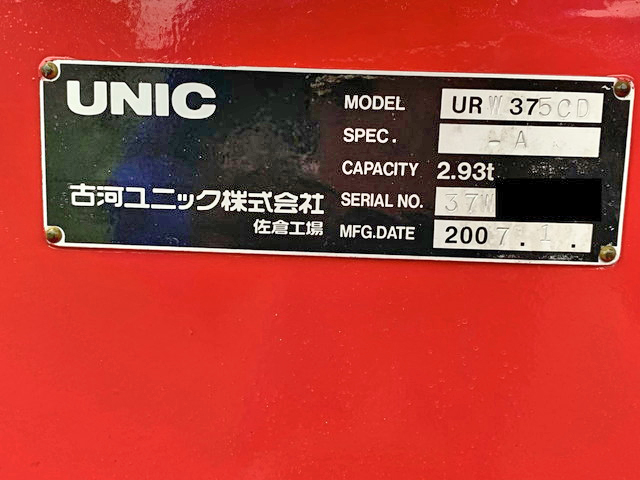 UNIC
MODEL URW375CD
SPEC. -A
CAPACITY 2.93t
SERIAL NO. 37W
MFG.DATE 2007.1.
古河ユニック株式会社
佐倉工場